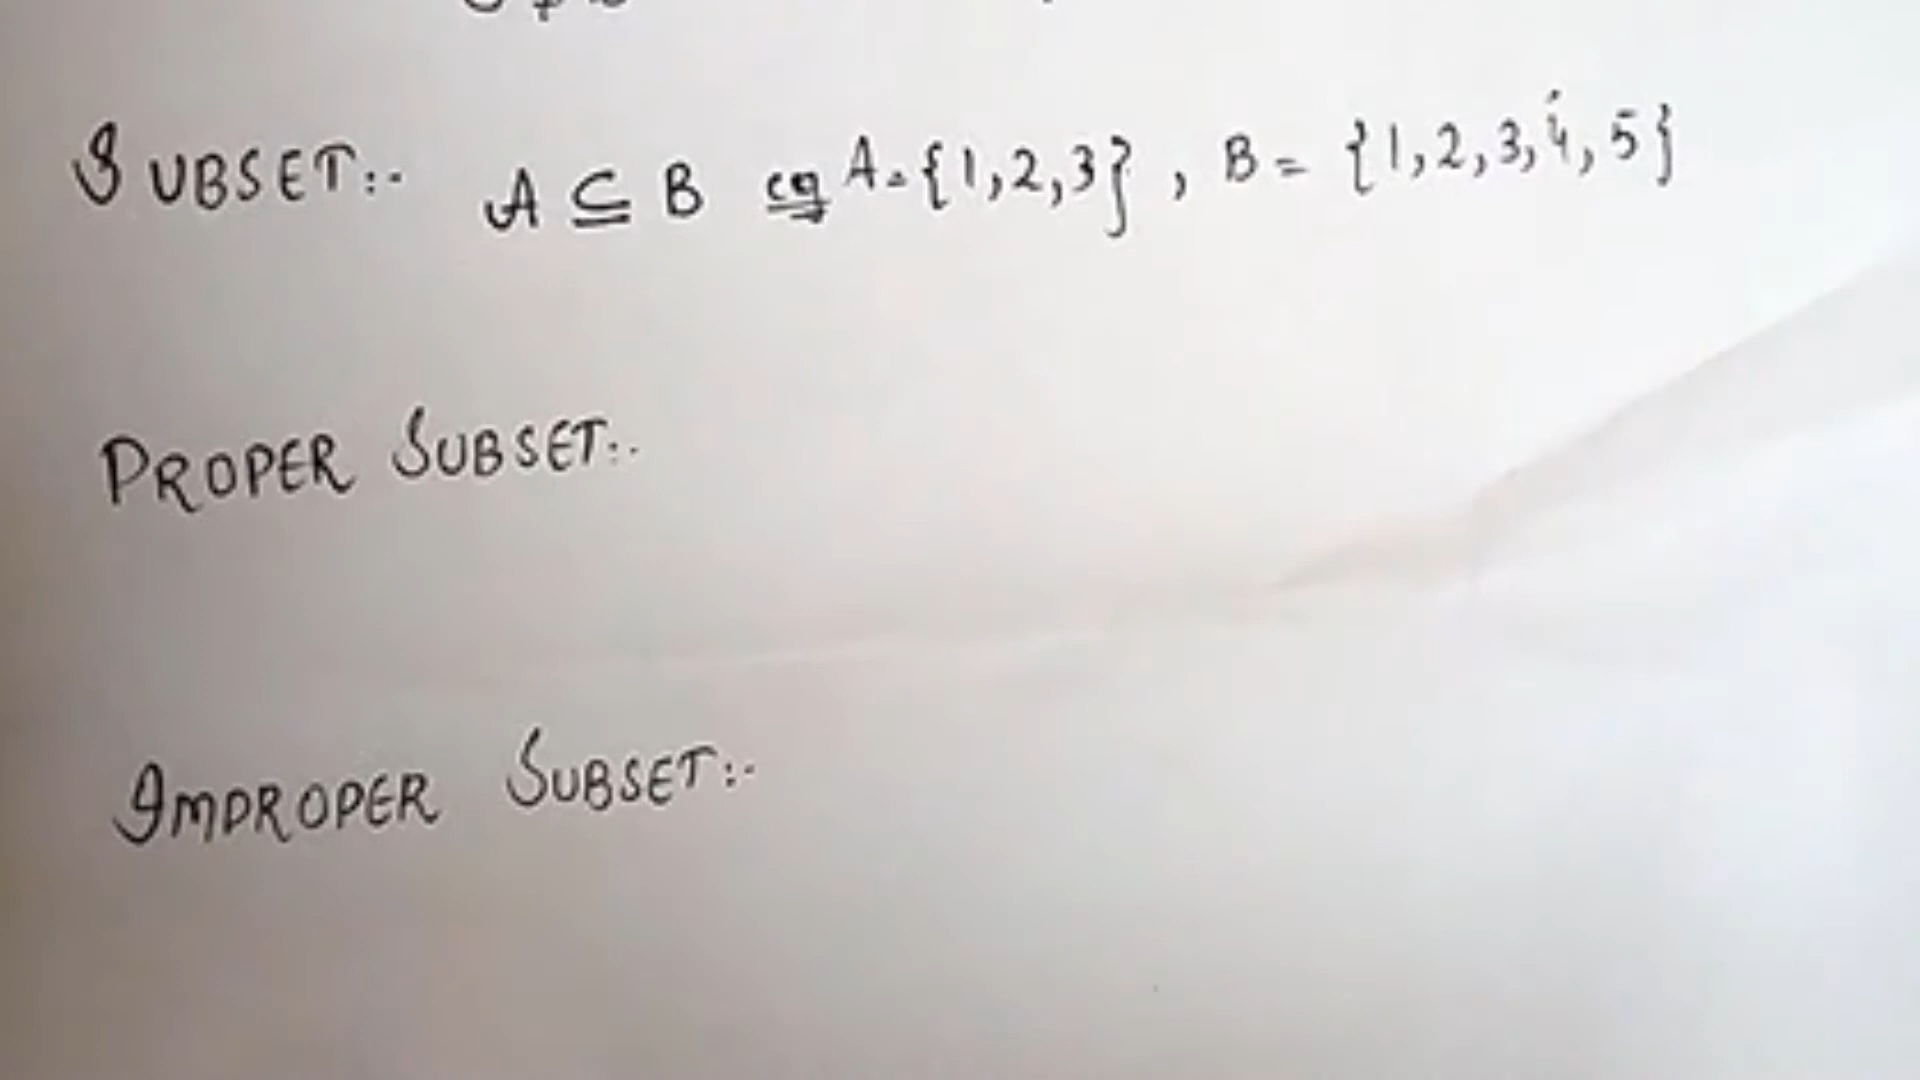 SUBSET:- A ⊆ B eg A = {1,2,3} , B = {1,2,3,4,5}
PROPER SUBSET:-
IMPROPER SUBSET:-